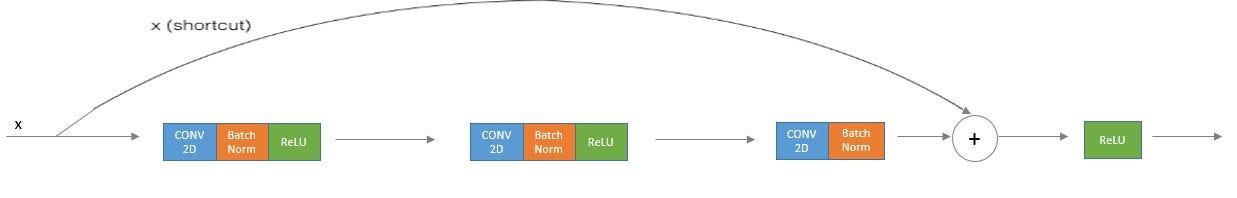 x (shortcut)
x
CONV
2D
Batch
Norm
ReLU
CONV
2D
Batch
Norm
ReLU
CONV
2D
Batch
Norm
+
ReLU